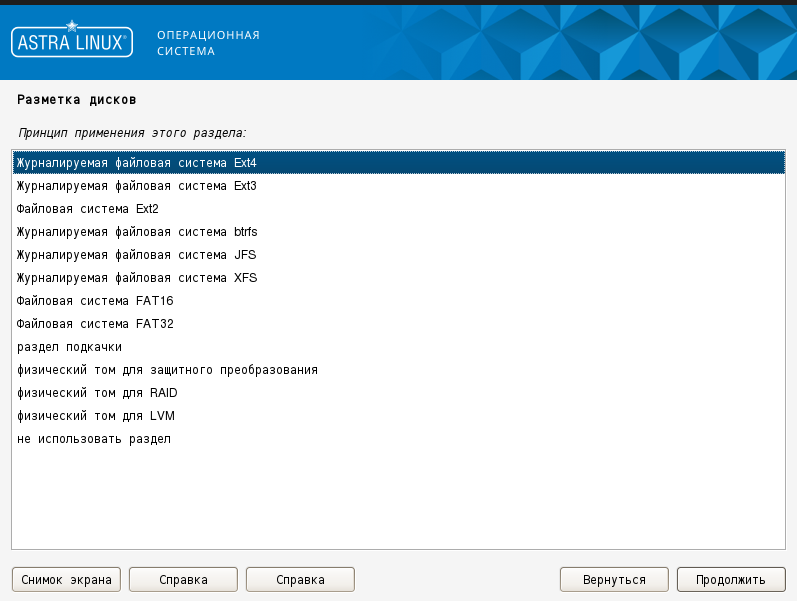 ASTRA LINUX®
ОПЕРАЦИОННАЯ
СИСТЕМА
Разметка дисков
Принцип применения этого раздела:
Журналируемая файловая система Ext4
Журналируемая файловая система Ext3
Файловая система Ext2
Журналируемая файловая система btrfs
Журналируемая файловая система JFS
Журналируемая файловая система XFS
Файловая система FAT16
Файловая система FAT32
раздел подкачки
физический том для защитного преобразования
физический том для RAID
физический том для LVM
не использовать раздел
Снимок экрана Справка Справка Вернуться Продолжить